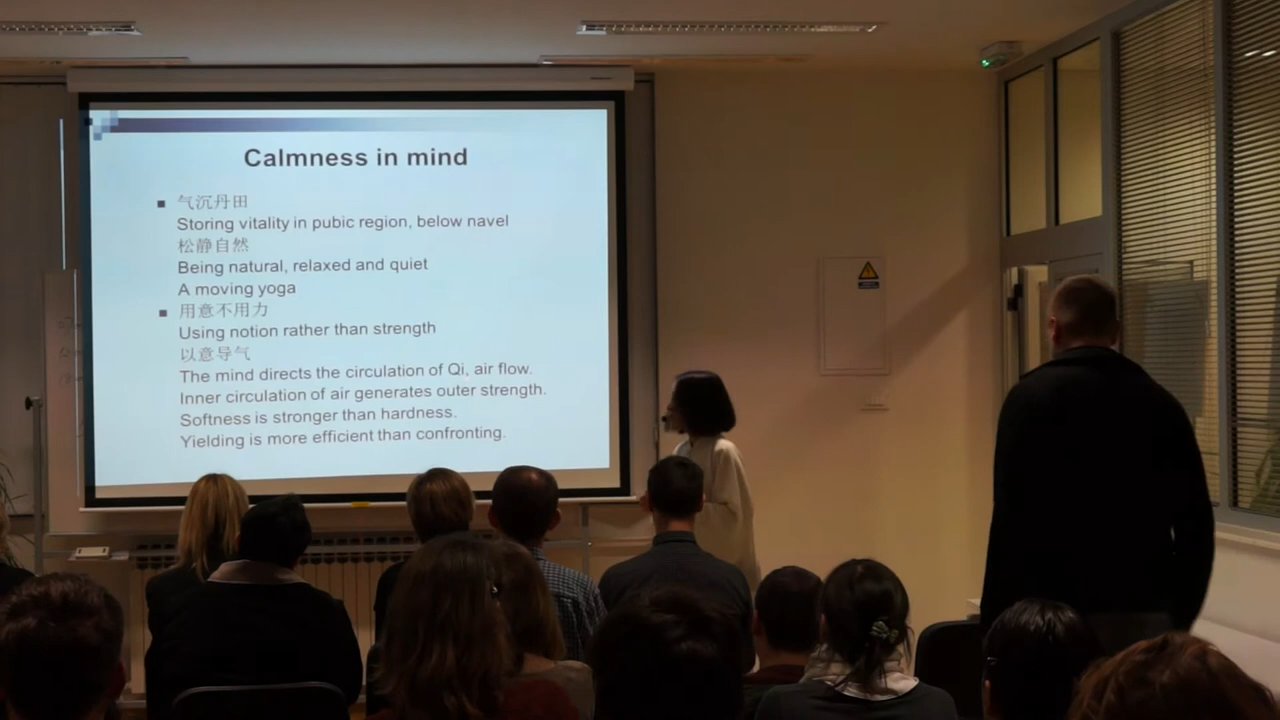 Calmness in mind
气沉丹田
Storing vitality in pubic region, below navel
松静自然
Being natural, relaxed and quiet
A moving yoga
用意不用力
Using notion rather than strength
以意导气
The mind directs the circulation of Qi, air flow.
Inner circulation of air generates outer strength.
Softness is stronger than hardness.
Yielding is more efficient than confronting.